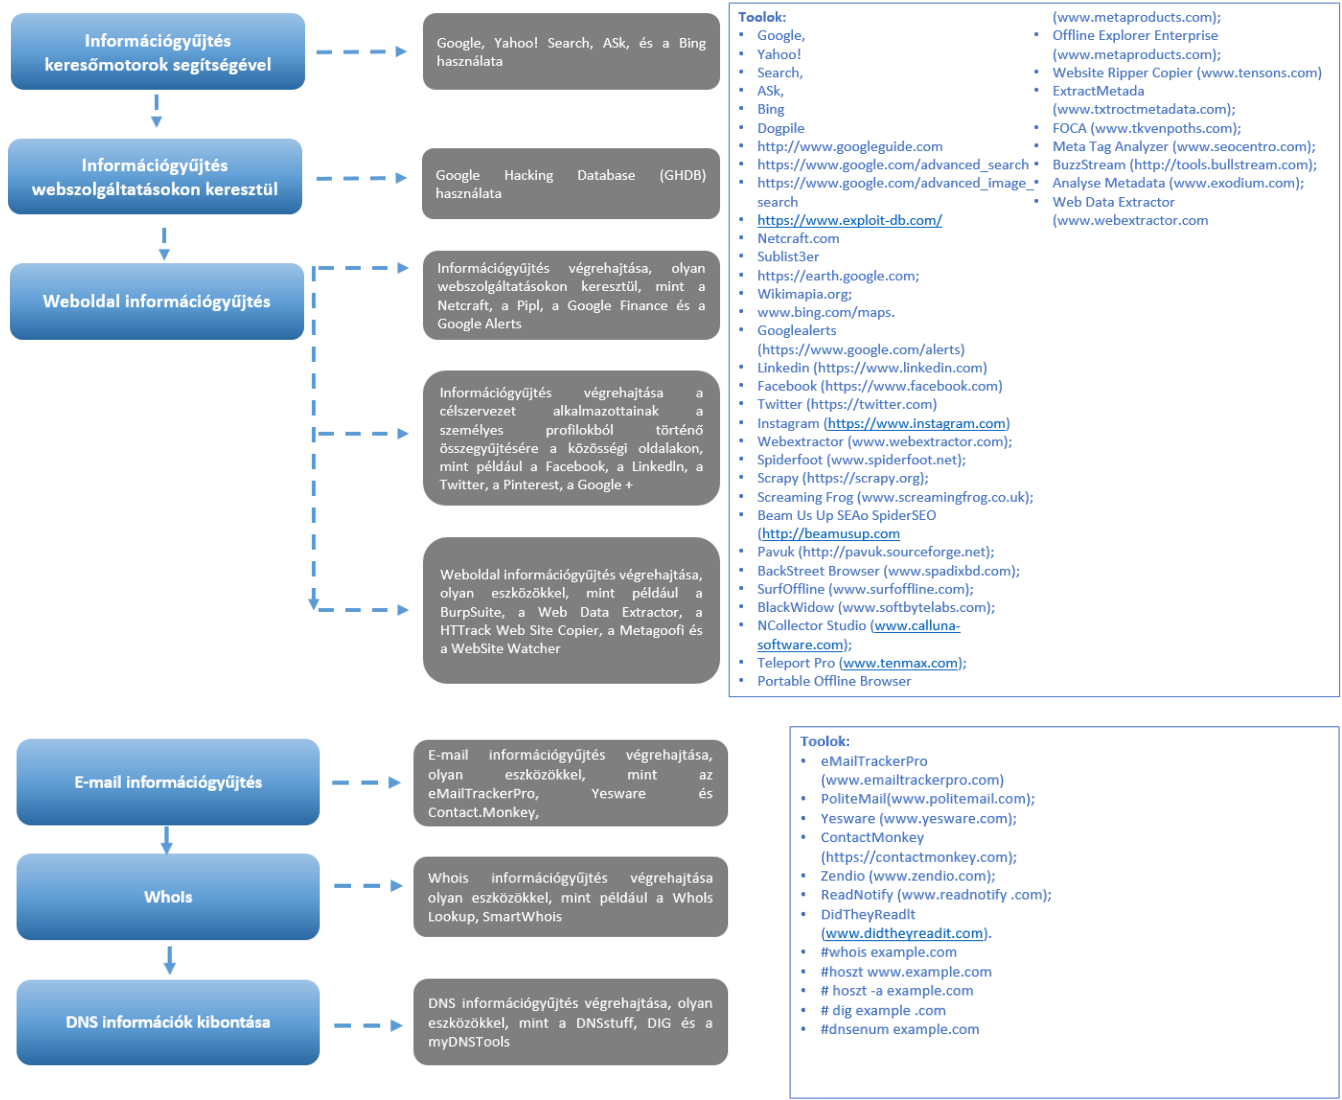 Információgyűjtés
keresőmotorok segítségével
Google, Yahoo! Search, ASk, és a Bing
használata
Információgyűjtés
webszolgáltatásokon keresztül
Google Hacking Database (GHDB)
használata
Weboldal információgyűjtés
Információgyűjtés végrehajtása, olyan
webszolgáltatásokon keresztül, mint a
Netcraft, a Pipl, a Google Finance és a
Google Alerts
Információgyűjtés végrehajtása a
célszervezet alkalmazottainak a
személyes profilokból történő
összegyűjtésére a közösségi oldalakon,
mint például a Facebook, a LinkedIn, a
Twitter, a Pinterest, a Google +
Weboldal információgyűjtés végrehajtása,
olyan eszközökkel, mint például a
BurpSuite, a Web Data Extractor, a
HTTrack Web Site Copier, a Metagoofi és
a WebSite Watcher
Toolok:
• Google,
• Yahoo!
• Search,
• ASk,
• Bing
• Dogpile
• http://www.googleguide.com
• https://www.google.com/advanced_search
• https://www.google.com/advanced_image_
search
• https://www.exploit-db.com/
• Netcraft.com
• Sublist3er
• https://earth.google.com;
• Wikimapia.org;
• www.bing.com/maps.
• Googlealerts
(https://www.google.com/alerts)
• Linkedin (https://www.linkedin.com)
• Facebook (https://www.facebook.com)
• Twitter (https://twitter.com)
• Instagram (https://www.instagram.com)
• Webextractor (www.webextractor.com);
• Spiderfoot (www.spiderfoot.net);
• Scrapy (https://scrapy.org);
• Screaming Frog (www.screamingfrog.co.uk);
• Beam Us Up SEAo SpiderSEO
(http://beamusup.com
• Pavuk (http://pavuk.sourceforge.net);
• BackStreet Browser (www.spadixbd.com);
• SurfOffline (www.surfoffline.com);
• BlackWidow (www.softbytelabs.com);
• NCollector Studio (www.calluna-
software.com);
• Teleport Pro (www.tenmax.com);
• Portable Offline Browser
(www.metaproducts.com);
• Offline Explorer Enterprise
(www.metaproducts.com);
• Website Ripper Copier (www.tensons.com)
• ExtractMetada
(www.txtroctmetadata.com);
• FOCA (www.tkvenpoths.com);
• Meta Tag Analyzer (www.seocentro.com);
• BuzzStream (http://tools.bullstream.com);
• Analyse Metadata (www.exodium.com);
• Web Data Extractor
(www.webextractor.com
E-mail információgyűjtés
E-mail információgyűjtés végrehajtása,
olyan eszközökkel, mint az
eMailTrackerPro, Yesware és
Contact.Monkey,
WhoIs
Whois információgyűjtés végrehajtása
olyan eszközökkel, mint például a WhoIs
Lookup, SmartWhois
DNS információk kibontása
DNS információgyűjtés végrehajtása, olyan
eszközökkel, mint a DNSstuff, DIG és a
myDNSTools
Toolok:
• eMailTrackerPro
(www.emailtrackerpro.com)
• PoliteMail(www.politemail.com);
• Yesware (www.yesware.com);
• ContactMonkey
(https://contactmonkey.com);
• Zendio (www.zendio.com);
• ReadNotify (www.readnotify .com);
• DidTheyReadIt
(www.didtheyreadit.com).
• #whois example.com
• #hoszt www.example.com
• # hoszt -a example.com
• # dig example .com
• #dnsenum example.com